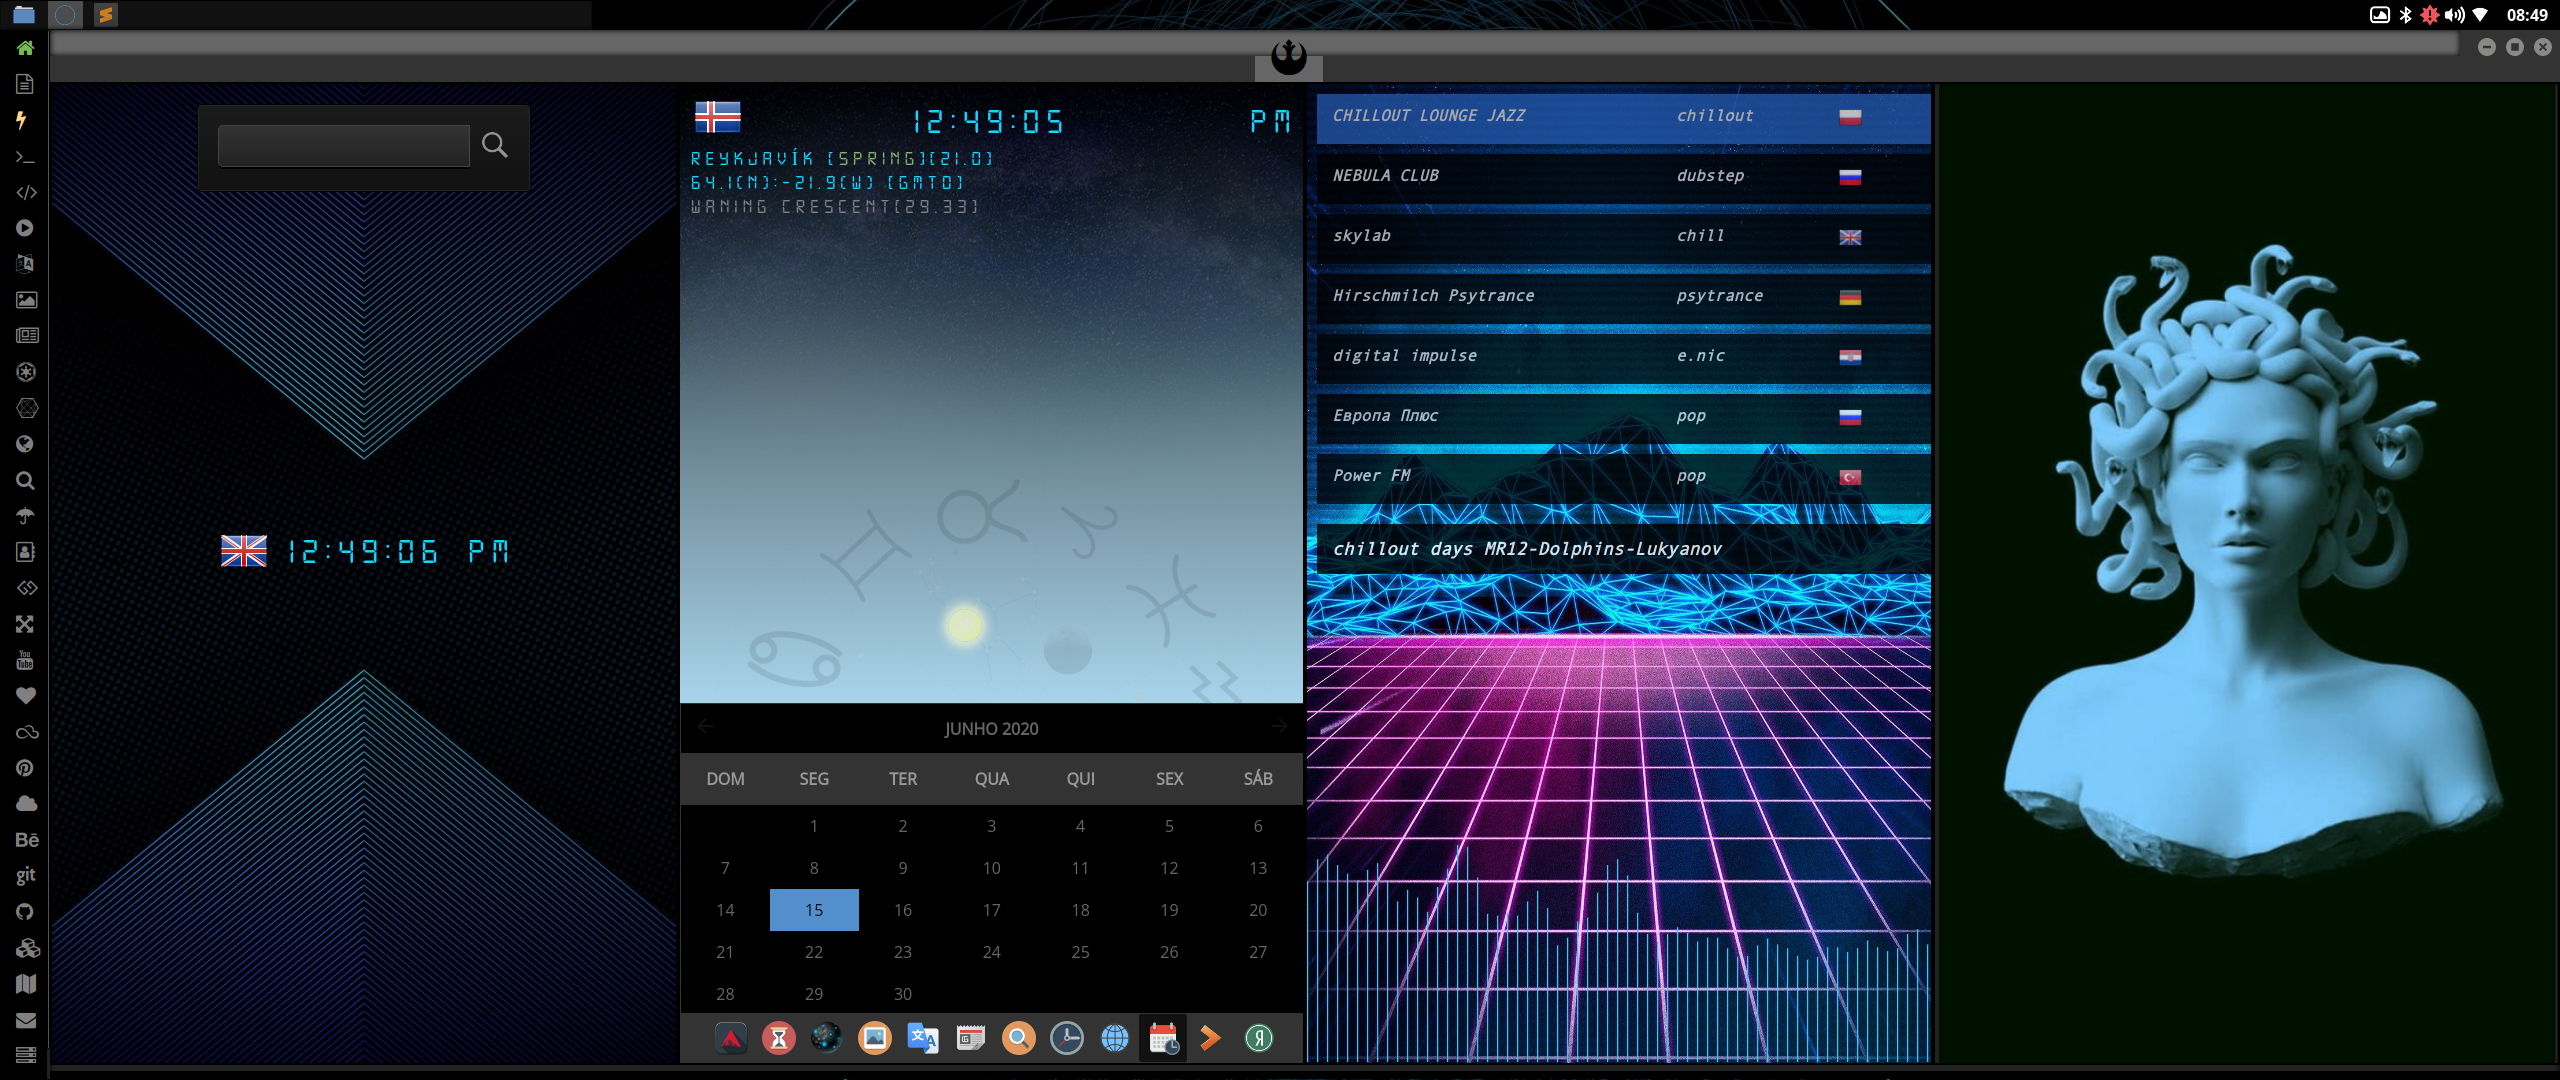 08:49
You
Tube
Bē
git
12:49:06 PM
12:49:05 PM
REYKJAVÍK [SPRING][21.0]
64.1(N):-21.9(W) [GMT0]
WANING CRESCENT[29.33]
JUNHO 2020
DOM SEG TER QUA QUI SEX SÁB
1 2 3 4 5 6
7 8 9 10 11 12 13
14 15 16 17 18 19 20
21 22 23 24 25 26 27
28 29 30
CHILLOUT LOUNGE JAZZ chillout
NEBULA CLUB dubstep
skylab chill
Hirschmilch Psytrance psytrance
digital impulse e.nic
Европа Плюс pop
Power FM pop
chillout days MR12-Dolphins-Lukyanov